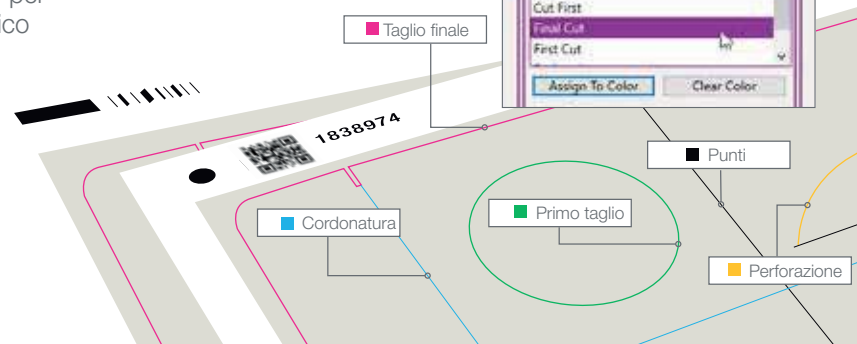 per
ico
Cut First
Final Cut
First Cut
Assign To Color
Clear Color
Taglio finale
1838974
Punti
Cordonatura
Primo taglio
Perforazione